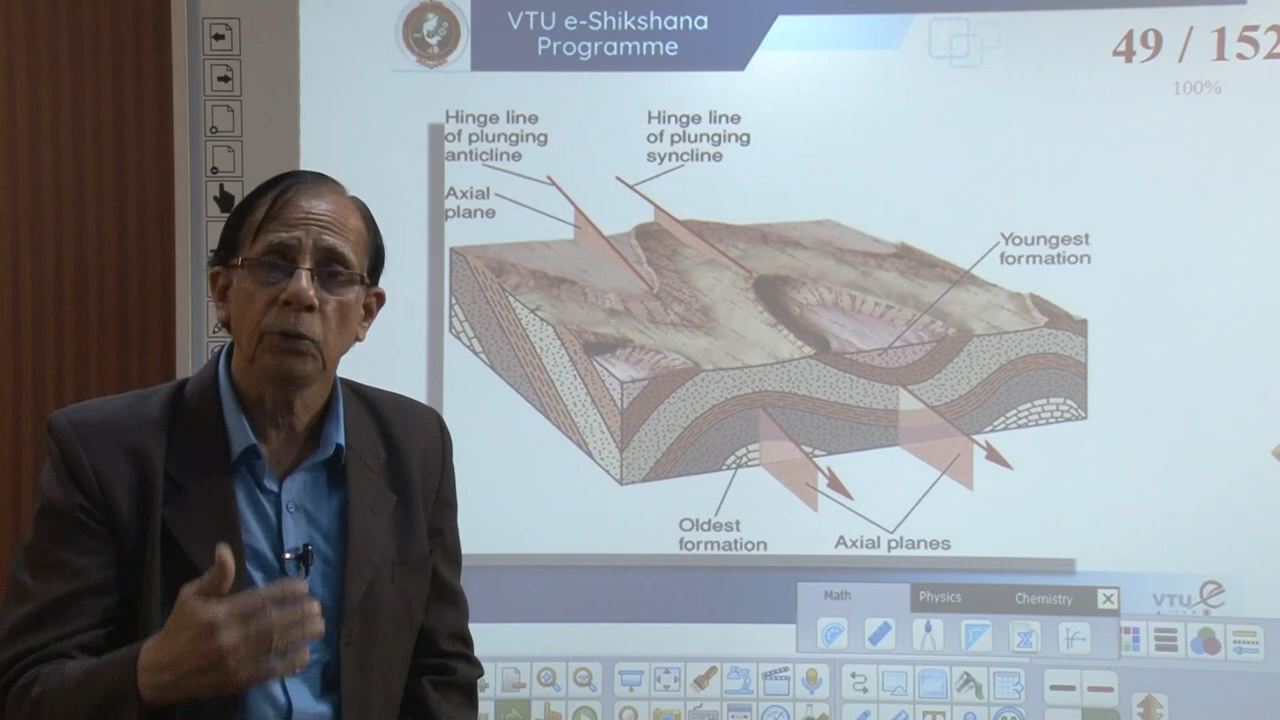 VTU e-Shikshana
Programme
49 / 152
100%
Hinge line
of plunging
anticline
Hinge line
of plunging
syncline
Axial
plane
Youngest
formation
Oldest
formation
Axial planes
Math
Physics
Chemistry
VTU